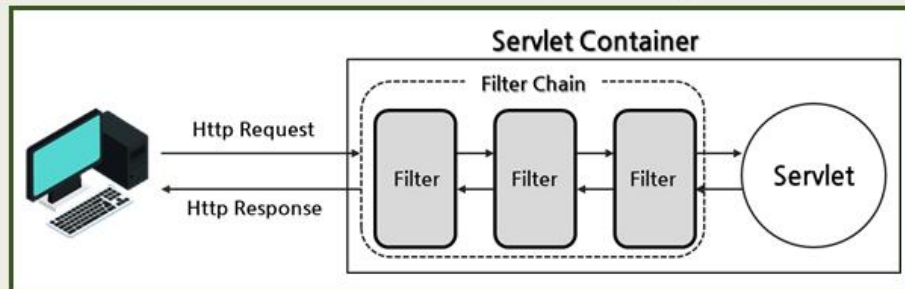 Servlet Container
Filter Chain
Http Request
Filter
Filter
Filter
Servlet
Http Response